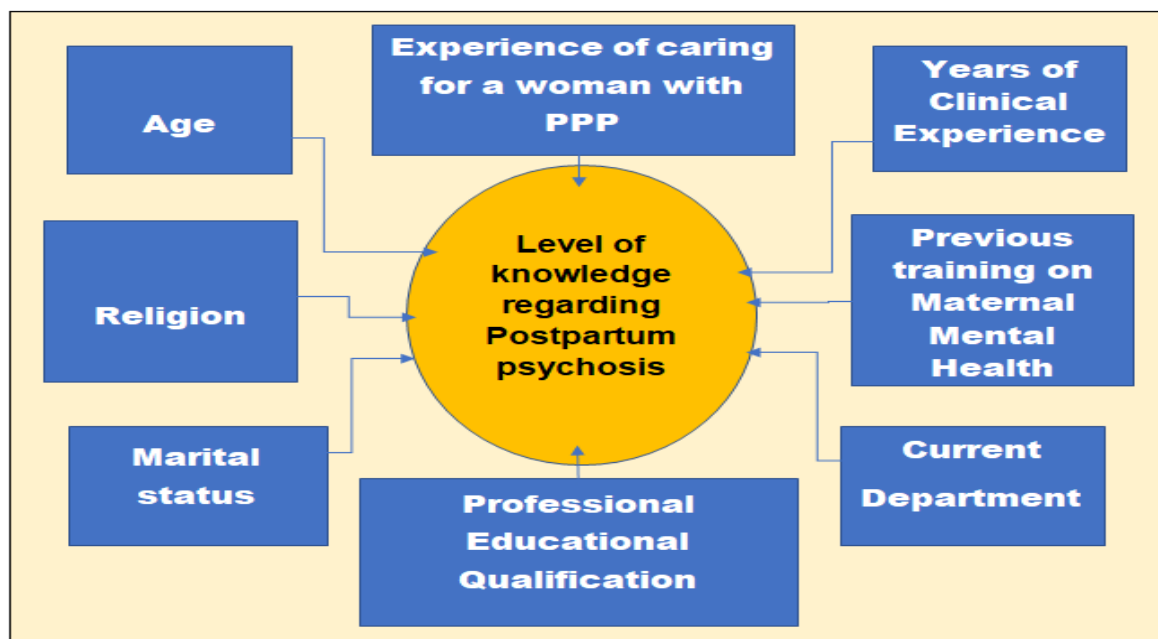 Experience of caring
for a woman with
PPP
Years of
Clinical
Experience
Age
Level of
knowledge
regarding
Postpartum
psychosis
Previous
training on
Maternal
Mental
Health
Religion
Marital
status
Current
Department
Professional
Educational
Qualification